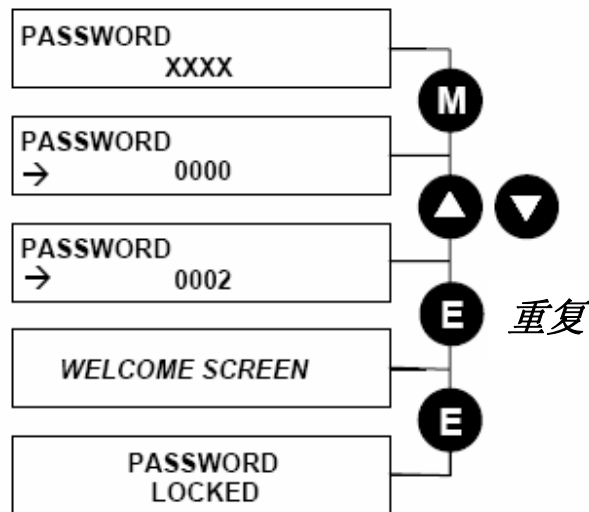 PASSWORD
XXXX
M
PASSWORD
→ 0000
PASSWORD
→ 0002
E 重复
WELCOME SCREEN
E
PASSWORD
LOCKED